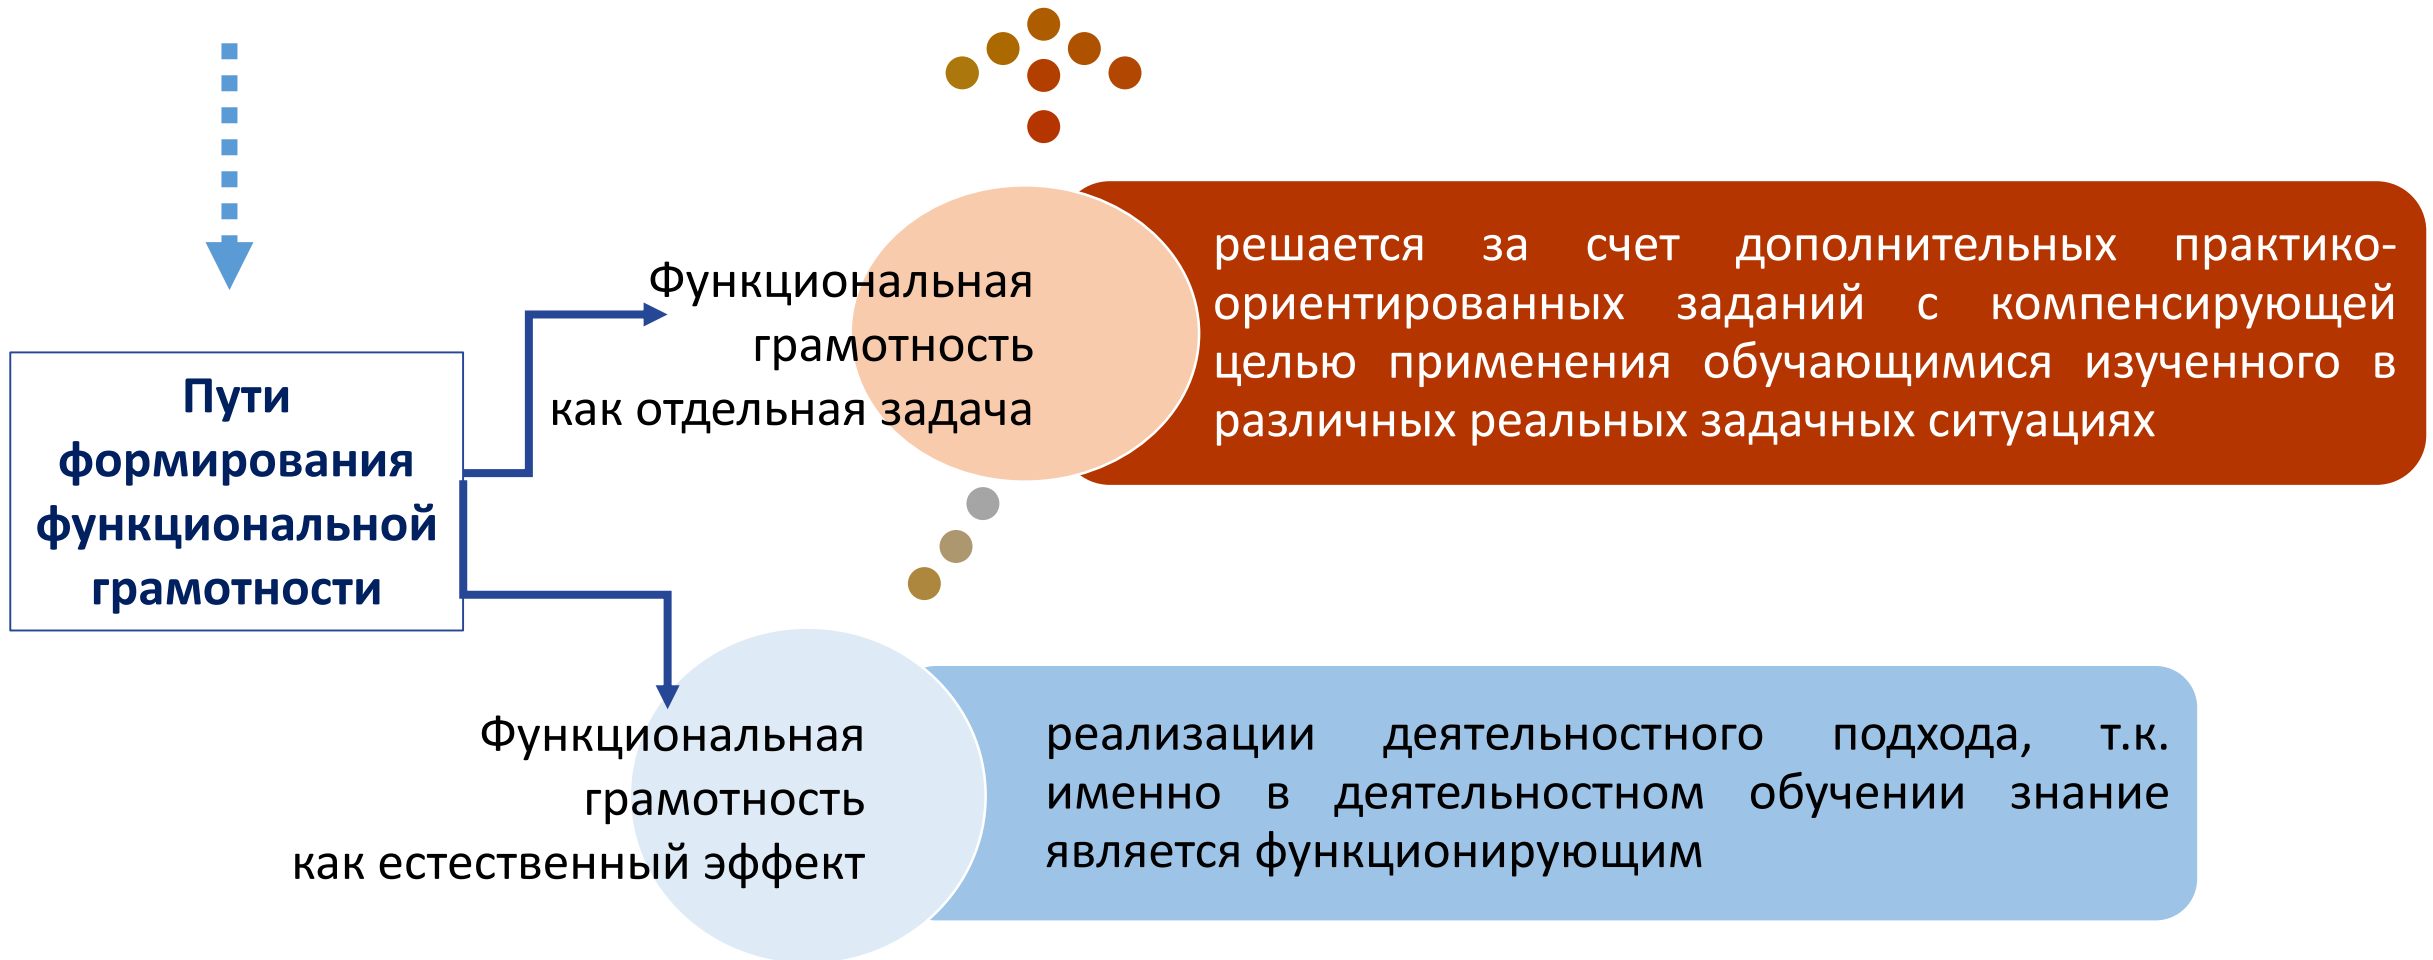 Пути
формирования
функциональной
грамотности
Функциональная
грамотность
как отдельная задача
решается за счет дополнительных практико-
ориентированных заданий с компенсирующей
целью применения обучающимися изученного в
различных реальных задачных ситуациях
Функциональная
грамотность
как естественный эффект
реализации деятельностного подхода, т.к.
именно в деятельностном обучении знание
является функционирующим